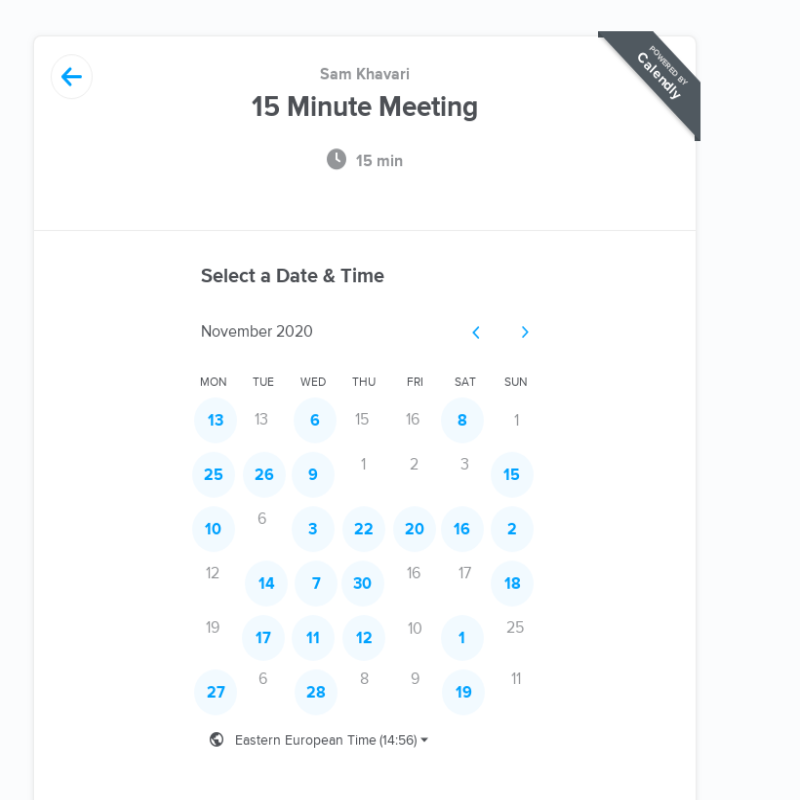 POWERED BY
Calendly
Sam Khavari
15 Minute Meeting
15 min
Select a Date & Time
November 2020
MON TUE WED THU FRI SAT SUN
13 13 6 15 16 8 1
25 26 9 1 2 3 15
10 6 3 22 20 16 2
12 14 7 30 16 17 18
19 17 11 12 10 1 25
27 6 28 8 9 19 11
Eastern European Time (14:56)